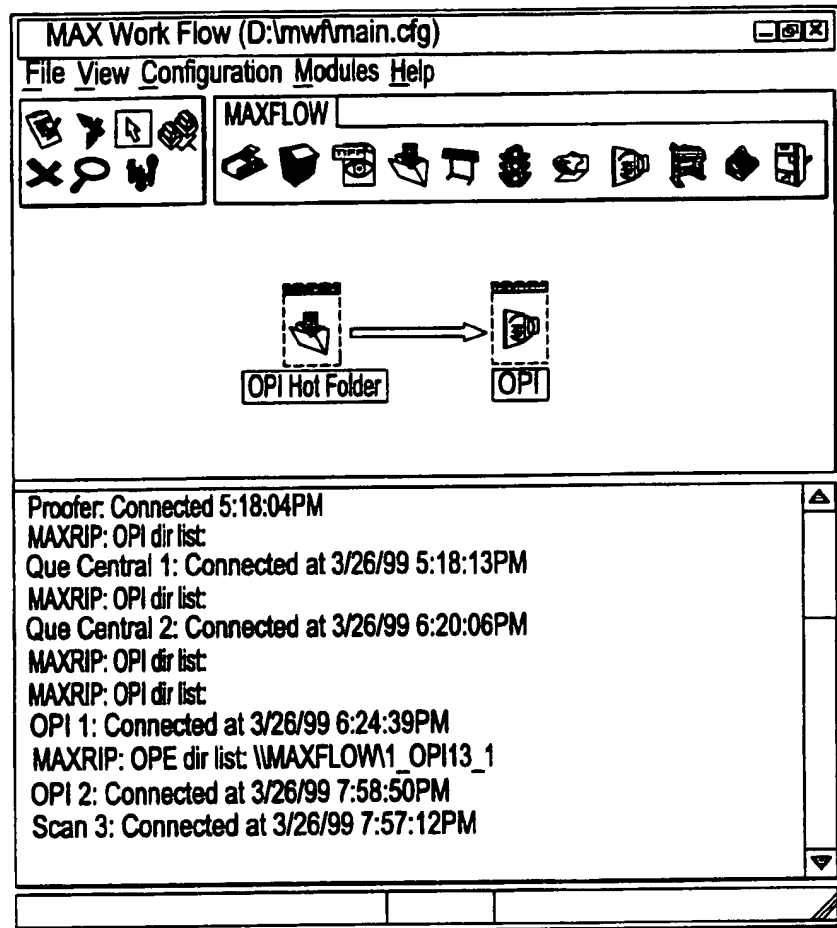 MAX Work Flow (D:\mwf\main.cfg)
File View Configuration Modules Help
MAXFLOW
TIFF
OPI Hot Folder
OPI
Proofer: Connected 5:18:04PM
MAXRIP: OPI dir list:
Que Central 1: Connected at 3/26/99 5:18:13PM
MAXRIP: OPI dir list:
Que Central 2: Connected at 3/26/99 6:20:06PM
MAXRIP: OPI dir list:
MAXRIP: OPI dir list:
OPI 1: Connected at 3/26/99 6:24:39PM
MAXRIP: OPE dir list: \\MAXFLOW\1_OPI13_1
OPI 2: Connected at 3/26/99 7:58:50PM
Scan 3: Connected at 3/26/99 7:57:12PM